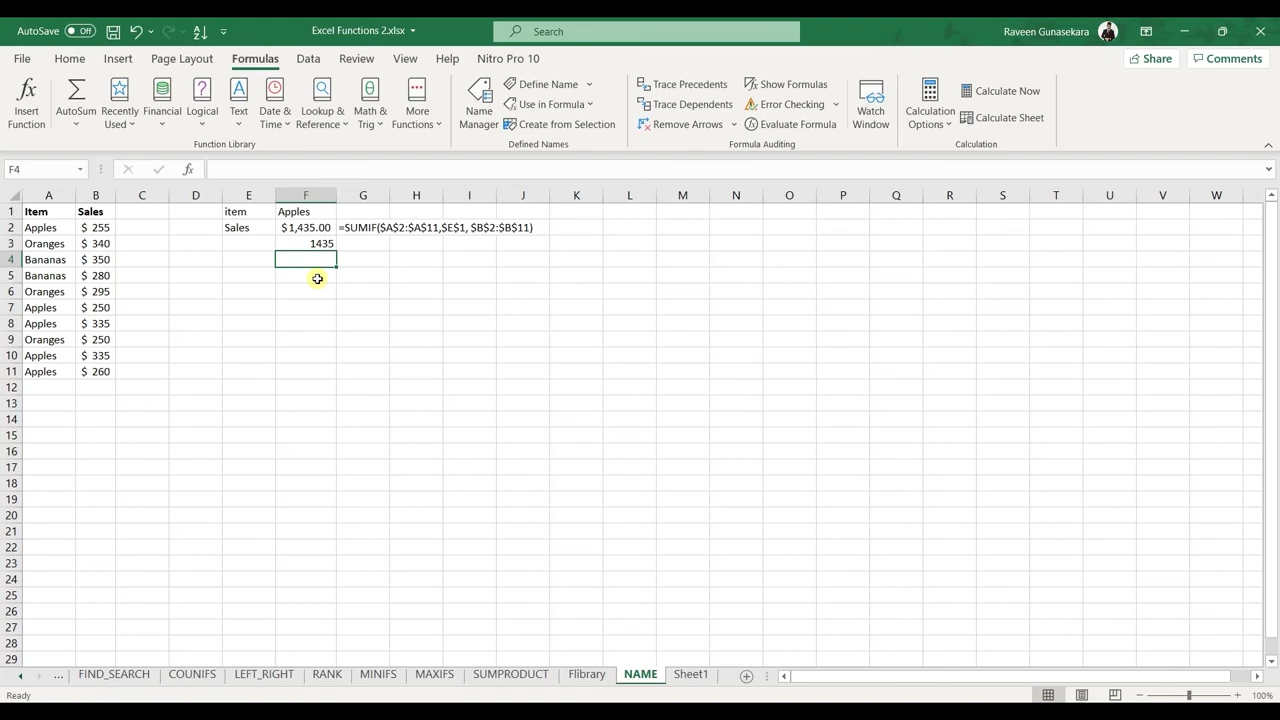 AutoSave Off Excel Functions 2.xlsx Search Raveen Gunasekara
File Home Insert Page Layout Formulas Data Review View Help Nitro Pro 10 Share Comments
Insert Function
AutoSum
Recently Used
Financial
Logical
Text
Date & Time
Lookup & Reference
Math & Trig
More Functions
Function Library
Name Manager
Define Name
Use in Formula
Create from Selection
Defined Names
Trace Precedents
Trace Dependents
Remove Arrows
Show Formulas
Error Checking
Evaluate Formula
Formula Auditing
Watch Window
Calculation Options
Calculate Now
Calculate Sheet
Calculation
F4 fx
A B C D E F G H I J K L M N O P Q R S T U V W
1 Item Sales item Apples
2 Apples $ 255 Sales $1,435.00 =SUMIF($A$2:$A$11,$E$1, $B$2:$B$11)
3 Oranges $ 340 1435
4 Bananas $ 350
5 Bananas $ 280
6 Oranges $ 295
7 Apples $ 250
8 Apples $ 335
9 Oranges $ 250
10 Apples $ 335
11 Apples $ 260
12
13
14
15
16
17
18
19
20
21
22
23
24
25
26
27
28
29
... FIND_SEARCH COUNIFS LEFT_RIGHT RANK MINIFS MAXIFS SUMPRODUCT Flibrary NAME Sheet1
Ready 100%